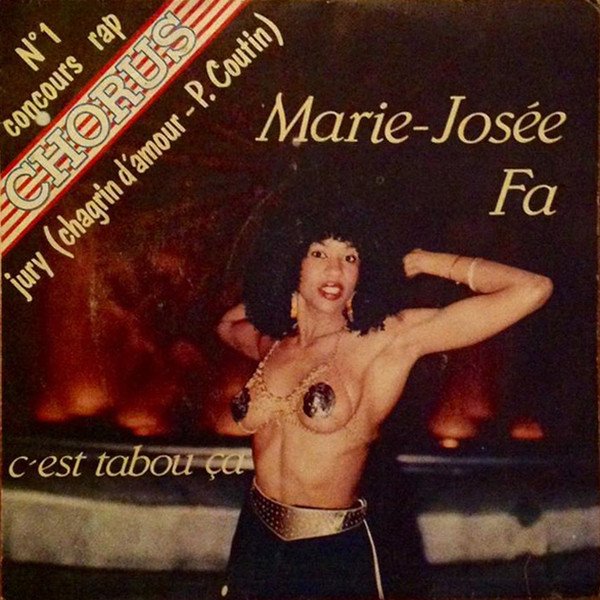 N°1
concours rap
CHORUS
jury (chagrin d'amour - P. Coutin)
Marie-Josée
Fa
c'est tabou ça